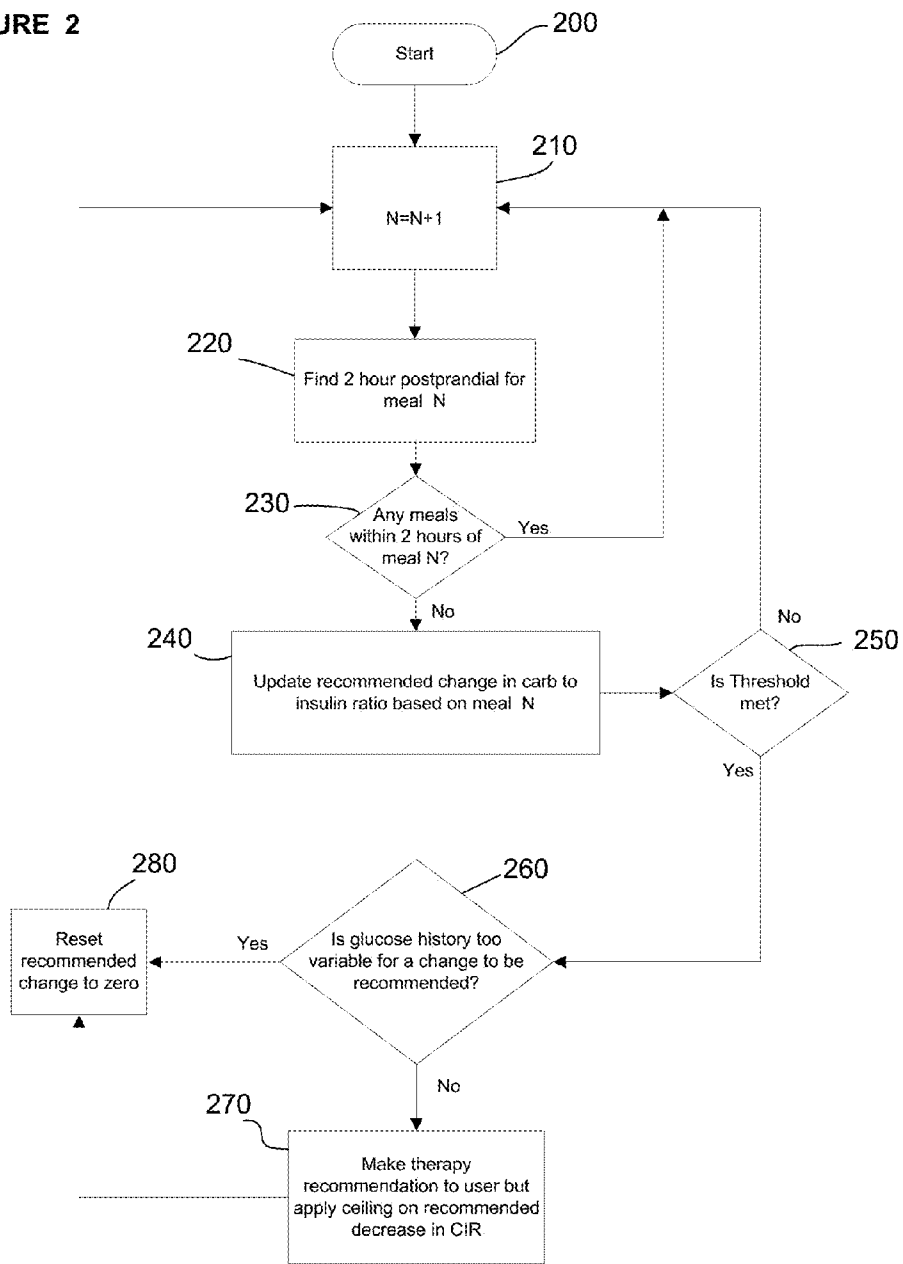 URE 2
200
Start
210
N=N+1
220
Find 2 hour postprandial for
meal N
230
Any meals
within 2 hours of
meal N?
Yes
No
240
Update recommended change in carb to
insulin ratio based on meal N
No
250
Is Threshold
met?
Yes
280
Reset
recommended
change to zero
Yes
260
Is glucose history too
variable for a change to be
recommended?
No
270
Make therapy
recommendation to user but
apply ceiling on recommended
decrease in CIR